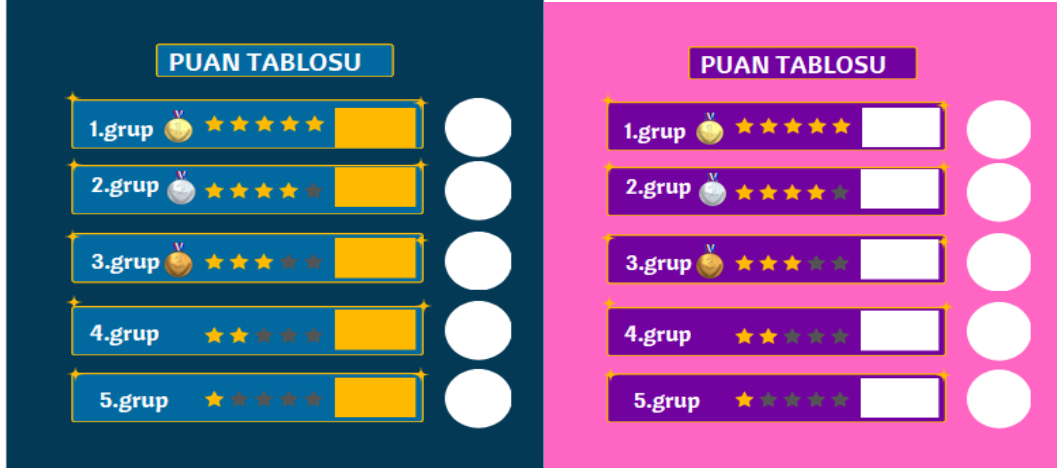 PUAN TABLOSU
1.grup
2.grup
3.grup
4.grup
5.grup
PUAN TABLOSU
1.grup
2.grup
3.grup
4.grup
5.grup